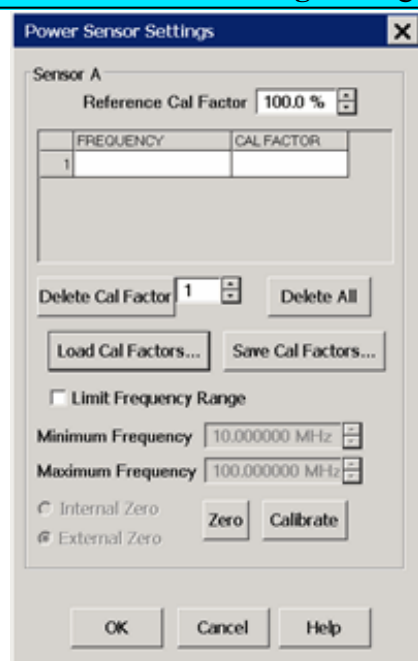 Power Sensor Settings
Sensor A
Reference Cal Factor 100.0 %
FREQUENCY CAL FACTOR
1
Delete Cal Factor 1 Delete All
Load Cal Factors... Save Cal Factors...
Limit Frequency Range
Minimum Frequency 10.000000 MHz
Maximum Frequency 100.000000 MHz
Internal Zero
External Zero
Zero Calibrate
OK Cancel Help